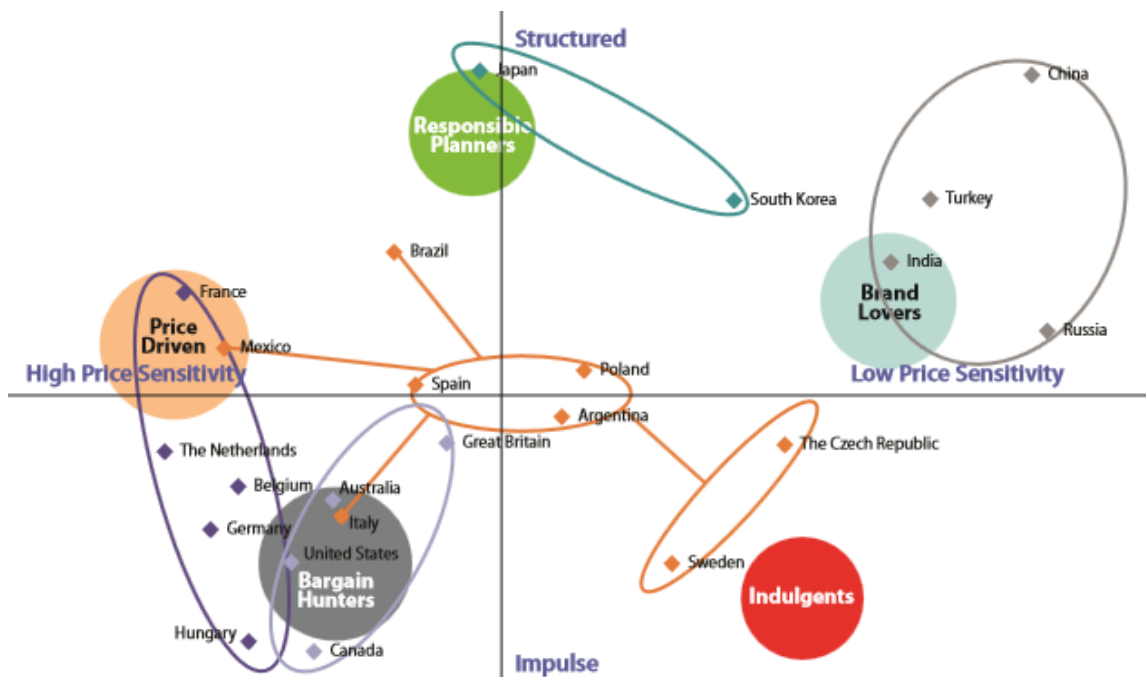 Structured
Japan
China
Responsible
Planners
South Korea
Turkey
Brazil
India
Brand
Lovers
France
Price
Driven
Mexico
Russia
High Price Sensitivity
Low Price Sensitivity
Spain
Poland
Argentina
Great Britain
The Czech Republic
The Netherlands
Belgium
Australia
Germany
Italy
United States
Bargain
Hunters
Sweden
Indulgents
Hungary
Canada
Impulse